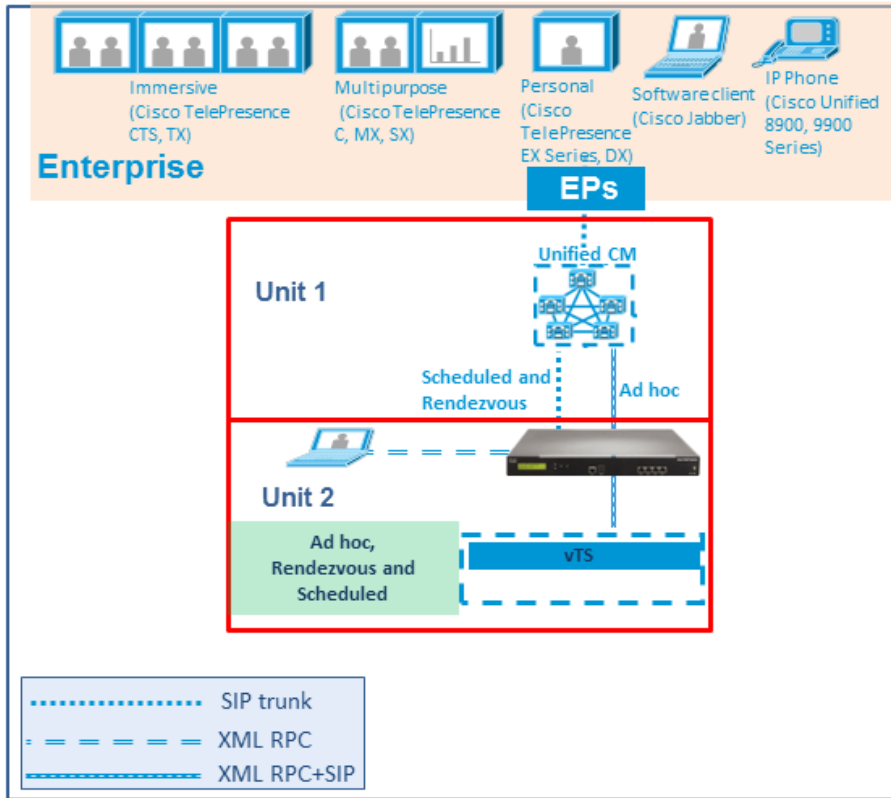 Immersive
(Cisco TelePresence
CTS, TX)
Multipurpose
(Cisco TelePresence
C, MX, SX)
Personal
(Cisco
TelePresence
EX Series, DX)
Software client
(Cisco Jabber)
IP Phone
(Cisco Unified
8900, 9900
Series)
Enterprise
EPs
Unified CM
Unit 1
Scheduled and
Rendezvous
Ad hoc
Unit 2
Ad hoc,
Rendezvous and
Scheduled
vTS
SIP trunk
XML RPC
XML RPC+SIP